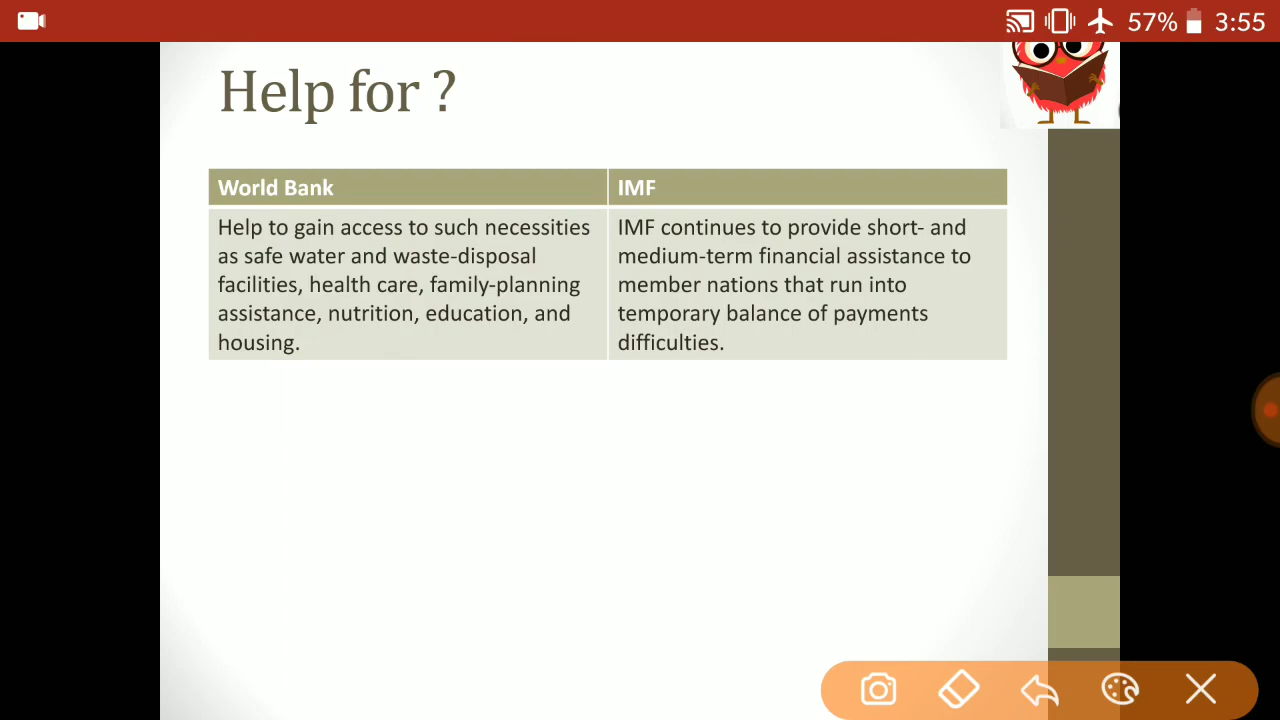 57% 3:55
Help for ?
World Bank
Help to gain access to such necessities
as safe water and waste-disposal
facilities, health care, family-planning
assistance, nutrition, education, and
housing.
IMF
IMF continues to provide short- and
medium-term financial assistance to
member nations that run into
temporary balance of payments
difficulties.